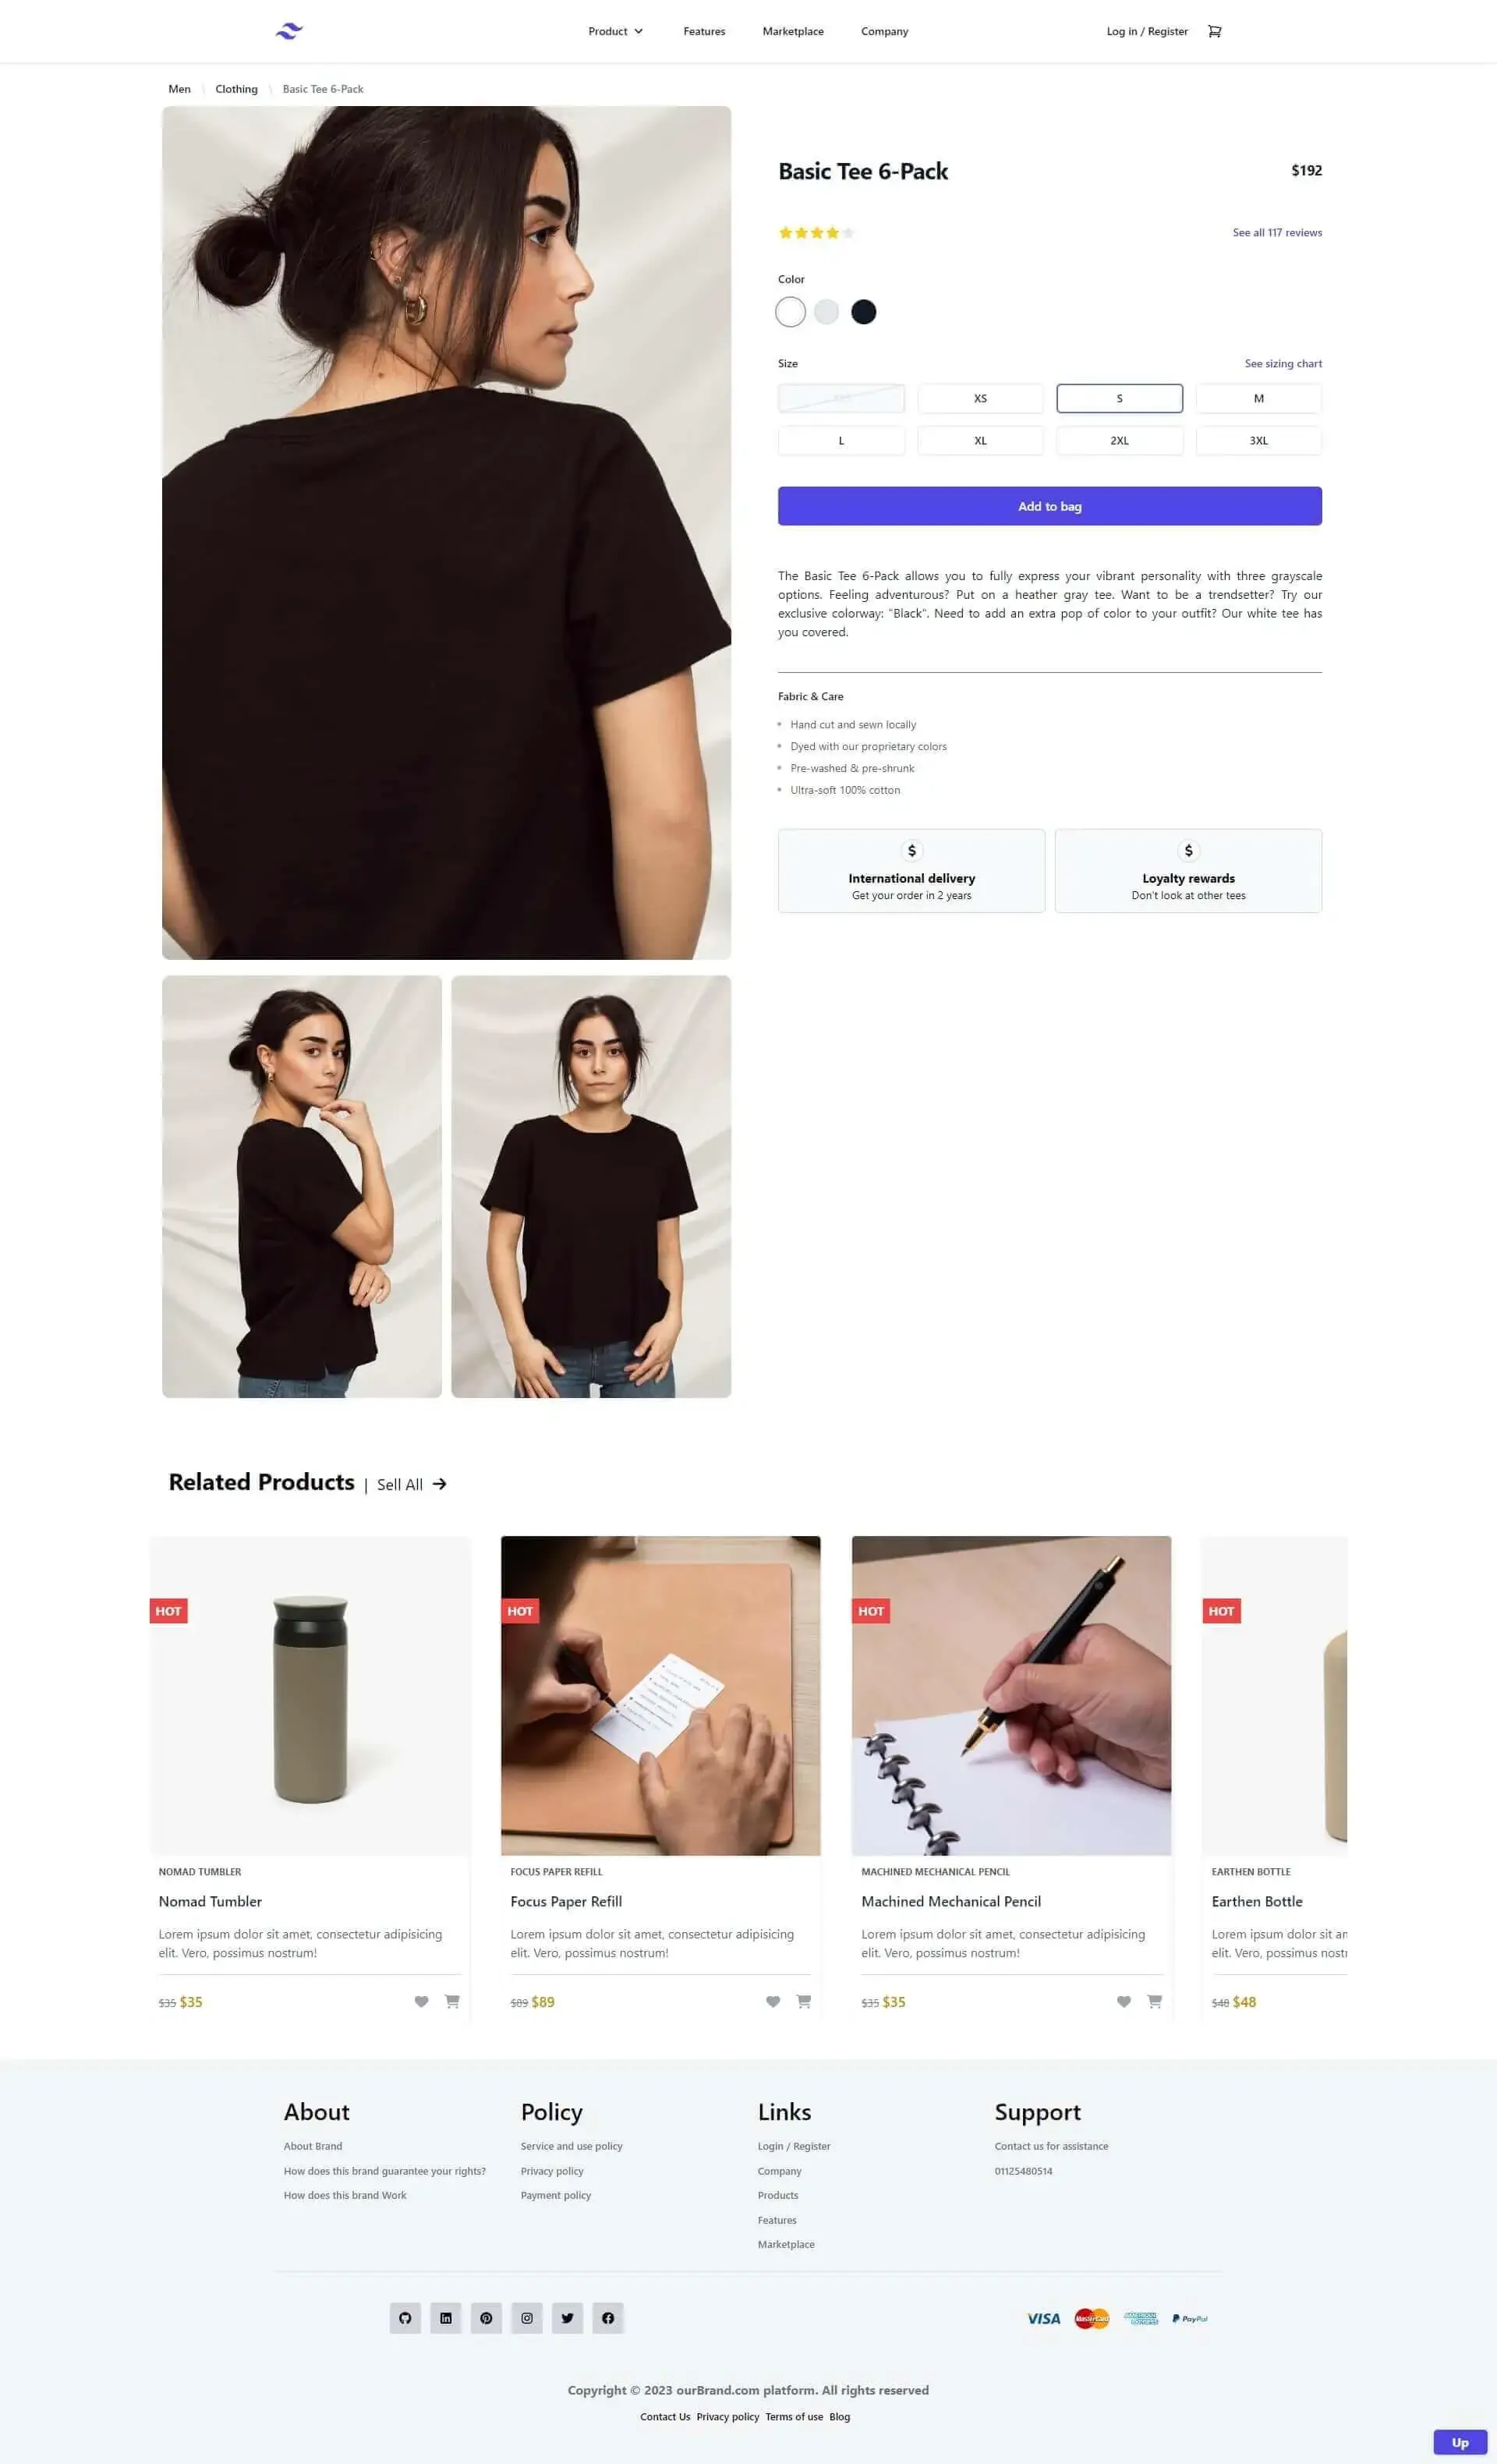 Product Features Marketplace Company Log in / Register
Men \ Clothing \ Basic Tee 6-Pack
Basic Tee 6-Pack $192
See all 117 reviews
Color
Size See sizing chart
XS S M
L XL 2XL 3XL
Add to bag
The Basic Tee 6-Pack allows you to fully express your vibrant personality with three grayscale
options. Feeling adventurous? Put on a heather gray tee. Want to be a trendsetter? Try our
exclusive colorway: "Black". Need to add an extra pop of color to your outfit? Our white tee has
you covered.
Fabric & Care
Hand cut and sewn locally
Dyed with our proprietary colors
Pre-washed & pre-shrunk
Ultra-soft 100% cotton
$
International delivery
Get your order in 2 years
$
Loyalty rewards
Don't look at other tees
Related Products | Sell All
HOT
NOMAD TUMBLER
Nomad Tumbler
Lorem ipsum dolor sit amet, consectetur adipisicing
elit. Vero, possimus nostrum!
$35 $35
HOT
FOCUS PAPER REFILL
Focus Paper Refill
Lorem ipsum dolor sit amet, consectetur adipisicing
elit. Vero, possimus nostrum!
$89 $89
HOT
MACHINED MECHANICAL PENCIL
Machined Mechanical Pencil
Lorem ipsum dolor sit amet, consectetur adipisicing
elit. Vero, possimus nostrum!
$35 $35
HOT
EARTHEN BOTTLE
Earthen Bottle
Lorem ipsum dolor sit
elit. Vero, possimus
$48 $48
About
About Brand
How does this brand guarantee your rights?
How does this brand Work
Policy
Service and use policy
Privacy policy
Payment policy
Links
Login / Register
Company
Products
Features
Marketplace
Support
Contact us for assistance
01125480514
VISA MasterCard AMERICAN EXPRESS PayPal
Copyright © 2023 ourBrand.com platform. All rights reserved
Contact Us Privacy policy Terms of use Blog
Up